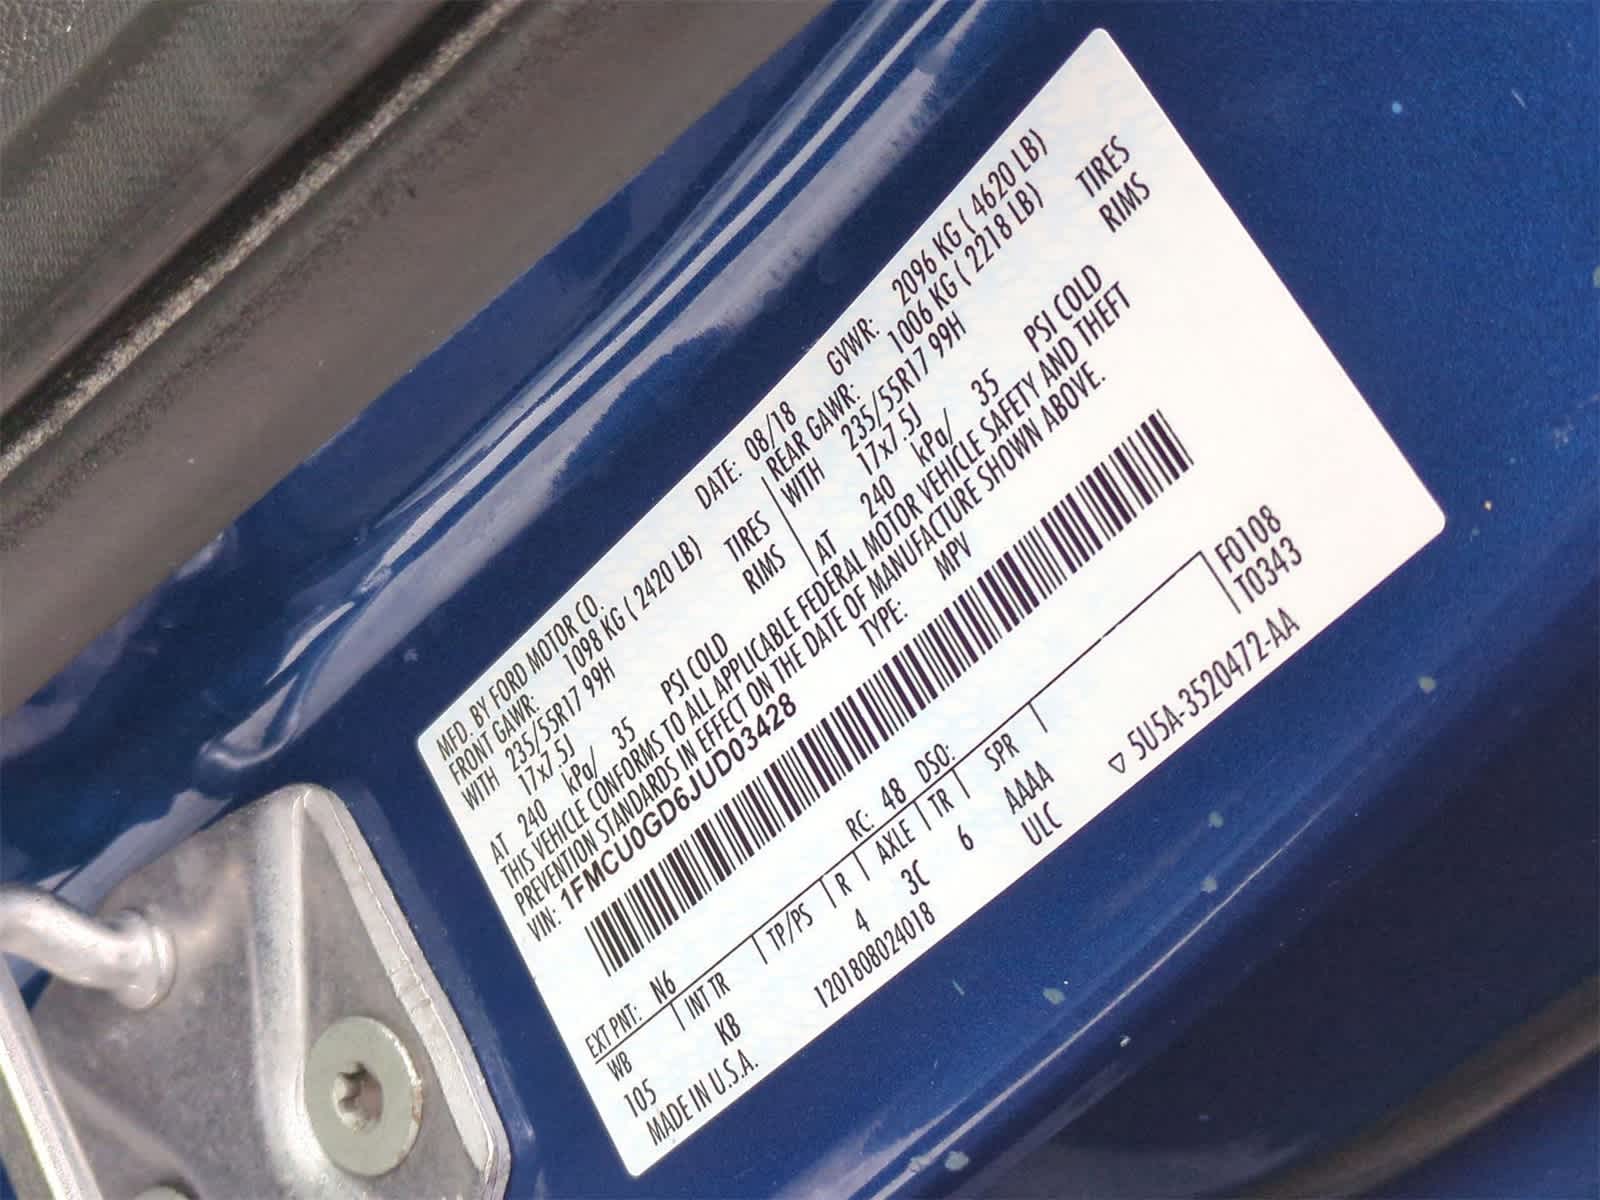 MFD. BY FORD MOTOR CO. DATE: 08/18 GVWR: 2096 KG ( 4620 LB)
FRONT GAWR: 1098 KG ( 2420 LB) REAR GAWR: 1006 KG ( 2218 LB)
WITH 235/55R17 99H TIRES WITH 235/55R17 99H TIRES
17x7.5J RIMS 17x7.5J RIMS
AT 240 kPa/ 35 PSI COLD AT 240 kPa/ 35 PSI COLD
THIS VEHICLE CONFORMS TO ALL APPLICABLE FEDERAL MOTOR VEHICLE SAFETY AND THEFT
PREVENTION STANDARDS IN EFFECT ON THE DATE OF MANUFACTURE SHOWN ABOVE.
VIN: 1FMCU0GD6JUD03428 TYPE: MPV
F0108
T0343
EXT PNT: N6 RC: 48 DSO:
WB INT TR TP/PS R AXLE TR SPR
105 KB 4 3C 6 AAAA
ULC
MADE IN U.S.A. 1201808024018 5U5A-3520472-AA